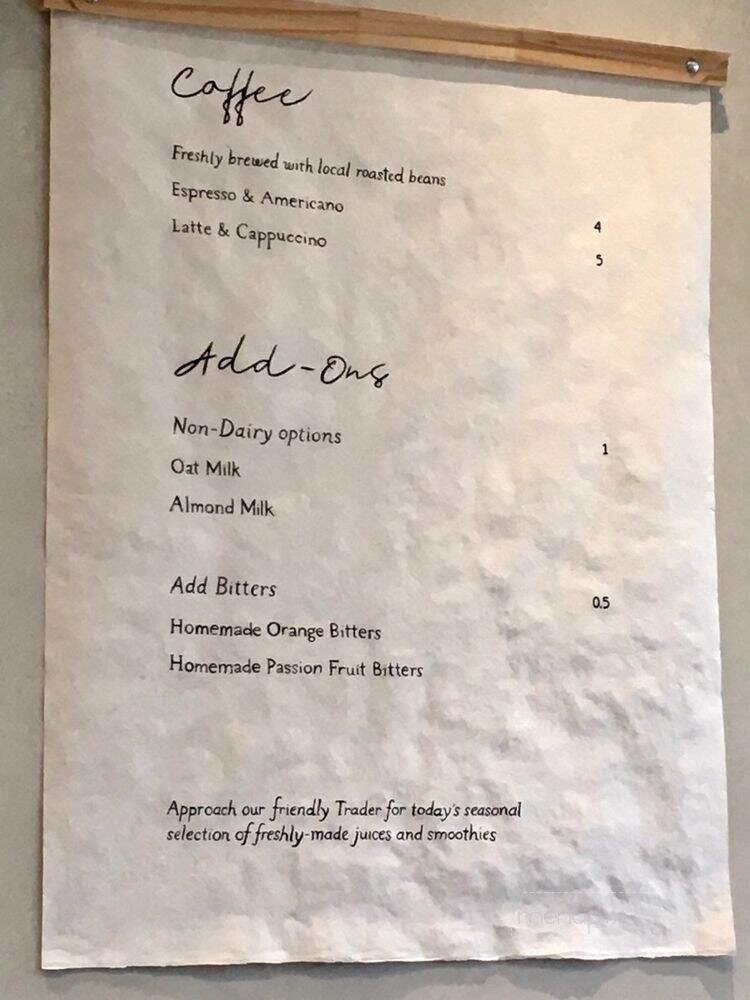 Coffee
Freshly brewed with local roasted beans
Espresso & Americano 4
Latte & Cappuccino 5
Add-Ons
Non-Dairy options 1
Oat Milk
Almond Milk
Add Bitters 0.5
Homemade Orange Bitters
Homemade Passion Fruit Bitters
Approach our friendly Trader for today's seasonal
selection of freshly-made juices and smoothies